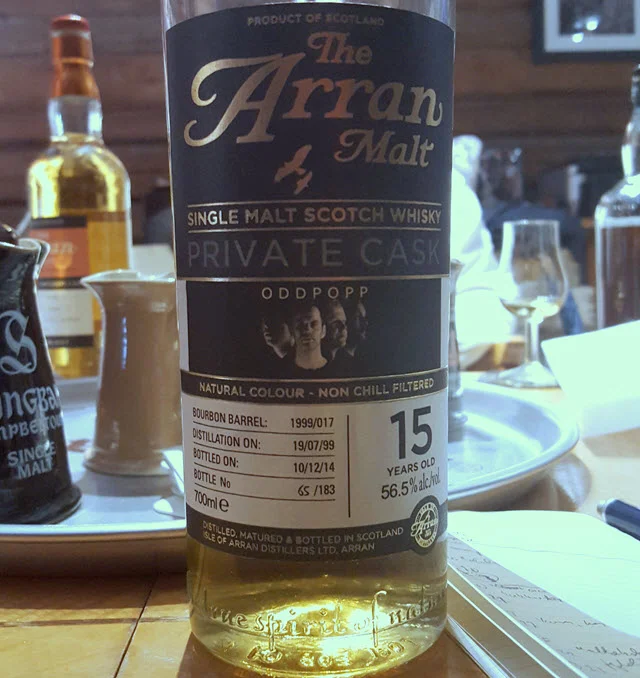 PRODUCT OF SCOTLAND
The
Arran
Malt
SINGLE MALT SCOTCH WHISKY
PRIVATE CASK
ODDPOPP
NATURAL COLOUR - NON CHILL FILTERED
BOURBON BARREL: 1999/017
DISTILLATION ON: 19/07/99
BOTTLED ON: 10/12/14
BOTTLE No 65 /183
700ml e
15
YEARS OLD
56.5% alc./vol.
DISTILLED, MATURED & BOTTLED IN SCOTLAND
ISLE OF ARRAN DISTILLERS LTD, ARRAN
Arran
spirit of
S
SINGLE
MALT